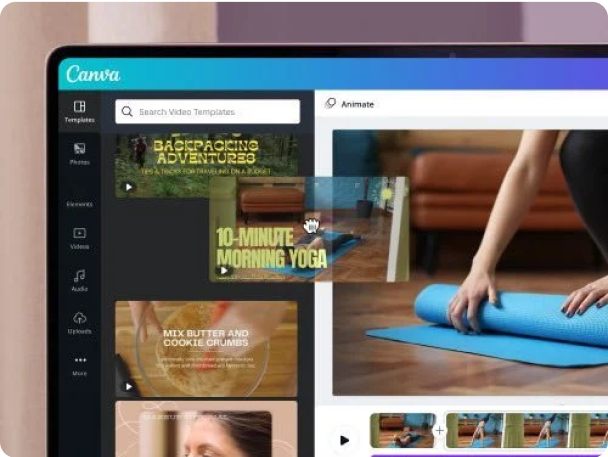 Canva
Templates
Search Video Templates
Animate
BACKPACKING
ADVENTURES
TIPS & TRICKS FOR TRAVELING ON A BUDGET
Photos
Elements
10-MINUTE
MORNING YOGA
Videos
Audio
Uploads
MIX BUTTER AND
COOKIE CRUMBS
More
+